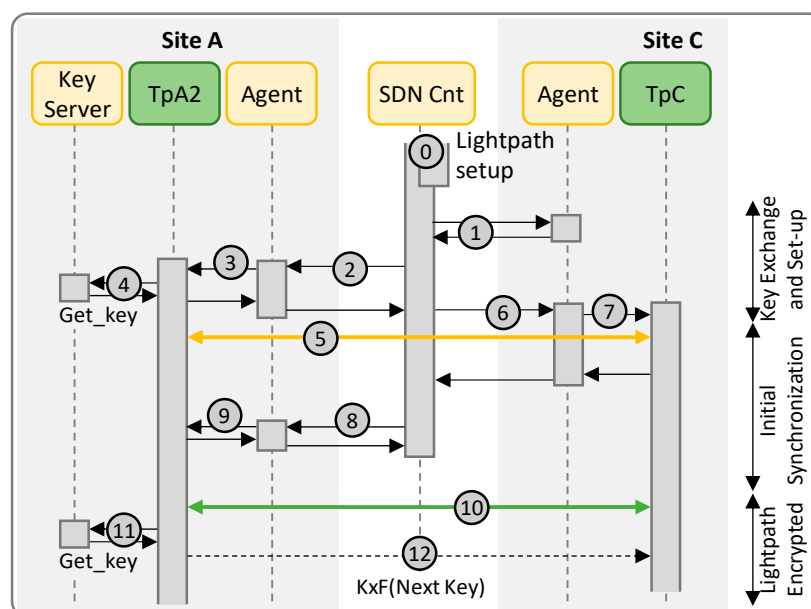 Site A
Site C
Key
Server
TpA2
Agent
SDN Cnt
Agent
TpC
0
Lightpath
setup
1
2
3
4
Get_key
5
6
7
8
9
10
11
Get_key
12
KxF(Next Key)
Key Exchange
and Set-up
Initial
Synchronization
Lightpath
Encrypted